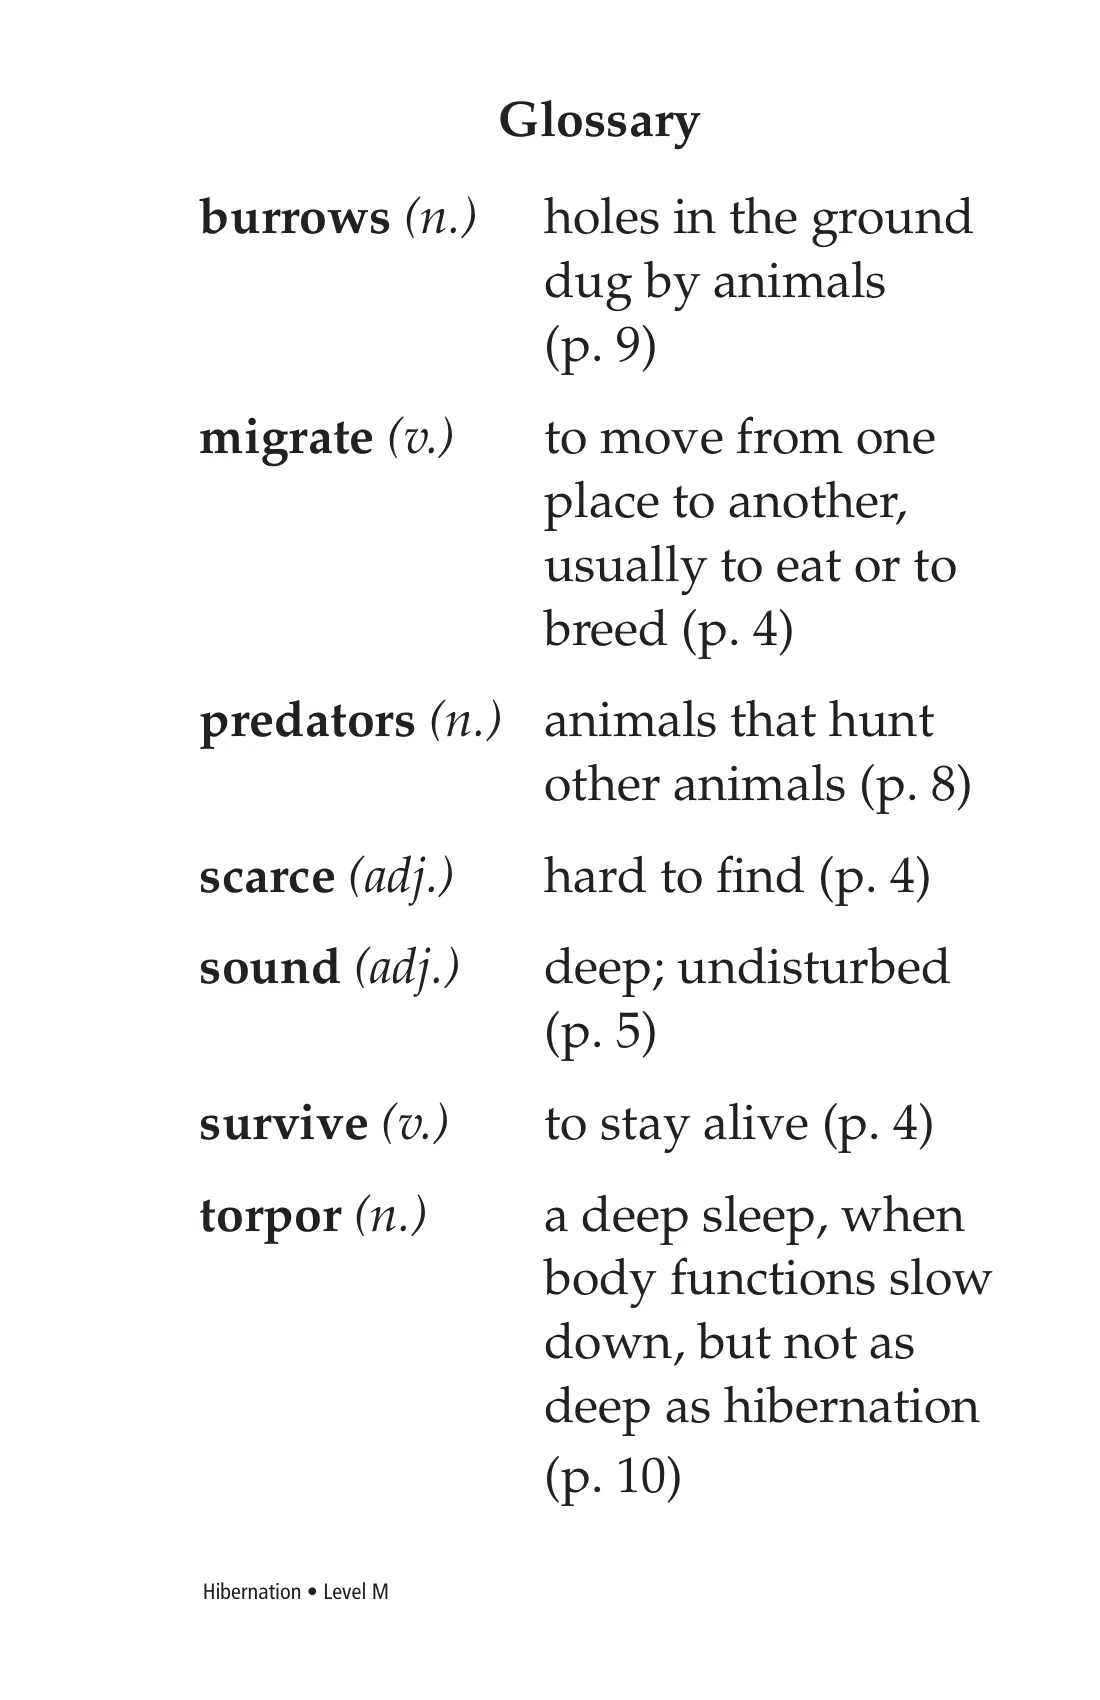 Glossary
burrows (n.) holes in the ground
dug by animals
(p. 9)
migrate (v.) to move from one
place to another,
usually to eat or to
breed (p. 4)
predators (n.) animals that hunt
other animals (p. 8)
scarce (adj.) hard to find (p. 4)
sound (adj.) deep; undisturbed
(p. 5)
survive (v.) to stay alive (p. 4)
torpor (n.) a deep sleep, when
body functions slow
down, but not as
deep as hibernation
(p. 10)
Hibernation • Level M